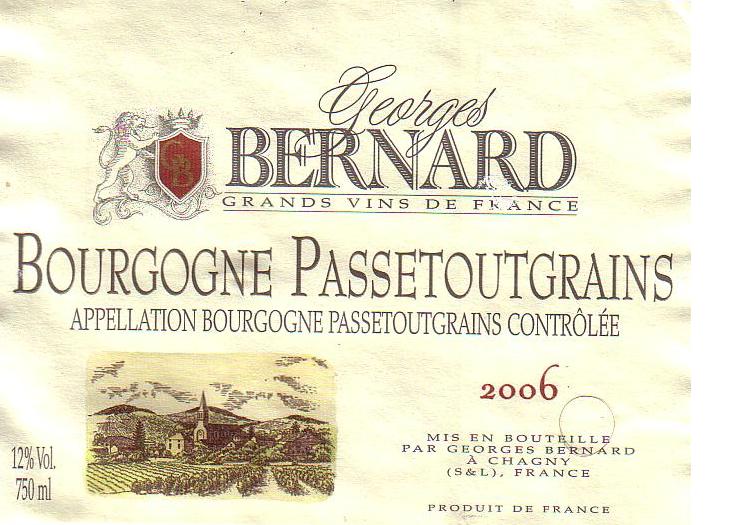 Georges
BERNARD
GB
GRANDS VINS DE FRANCE
BOURGOGNE PASSETOUTGRAINS
APPELLATION BOURGOGNE PASSETOUTGRAINS CONTRÔLÉE
2006
12% Vol.
750 ml
MIS EN BOUTEILLE
PAR GEORGES BERNARD
À CHAGNY
(S&L), FRANCE
PRODUIT DE FRANCE